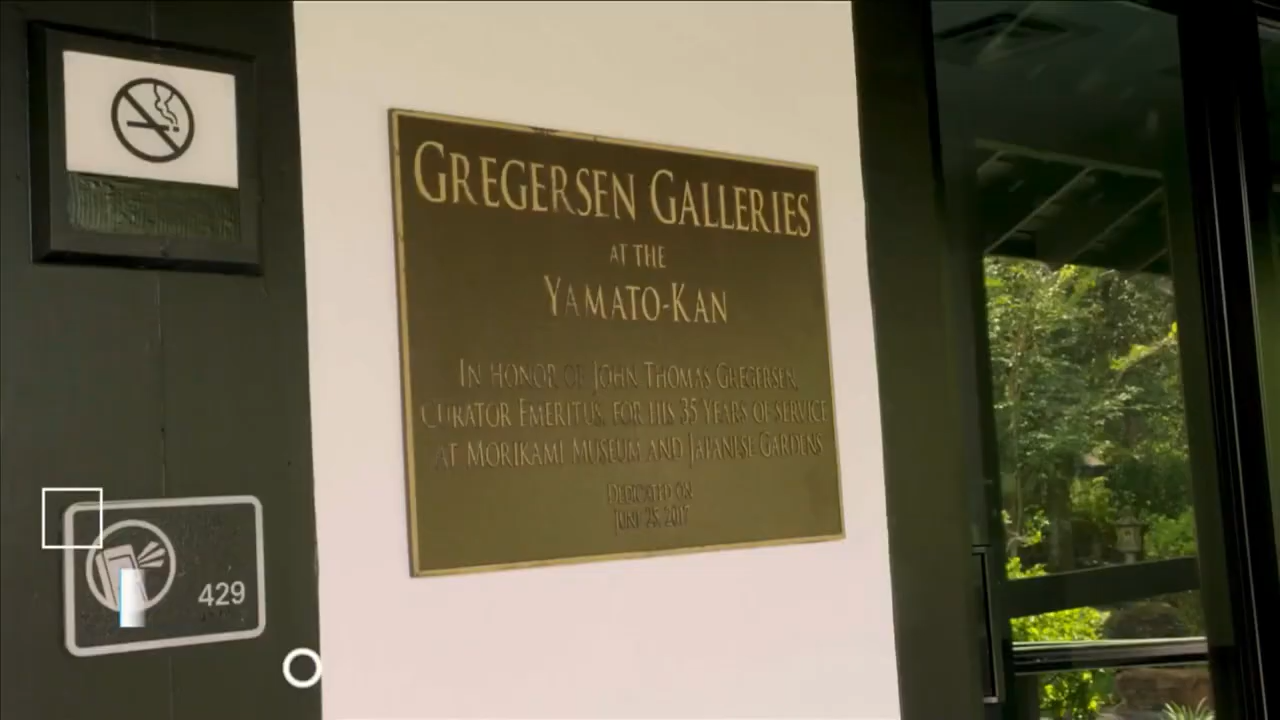 GREGERSEN GALLERIES
AT THE
YAMATO-KAN
IN HONOR OF JOHN THOMAS GREGERSEN,
CURATOR EMERITUS, FOR HIS 35 YEARS OF SERVICE
AT MORIKAMI MUSEUM AND JAPANESE GARDENS
DEDICATED ON
JUNE 28, 2017
429